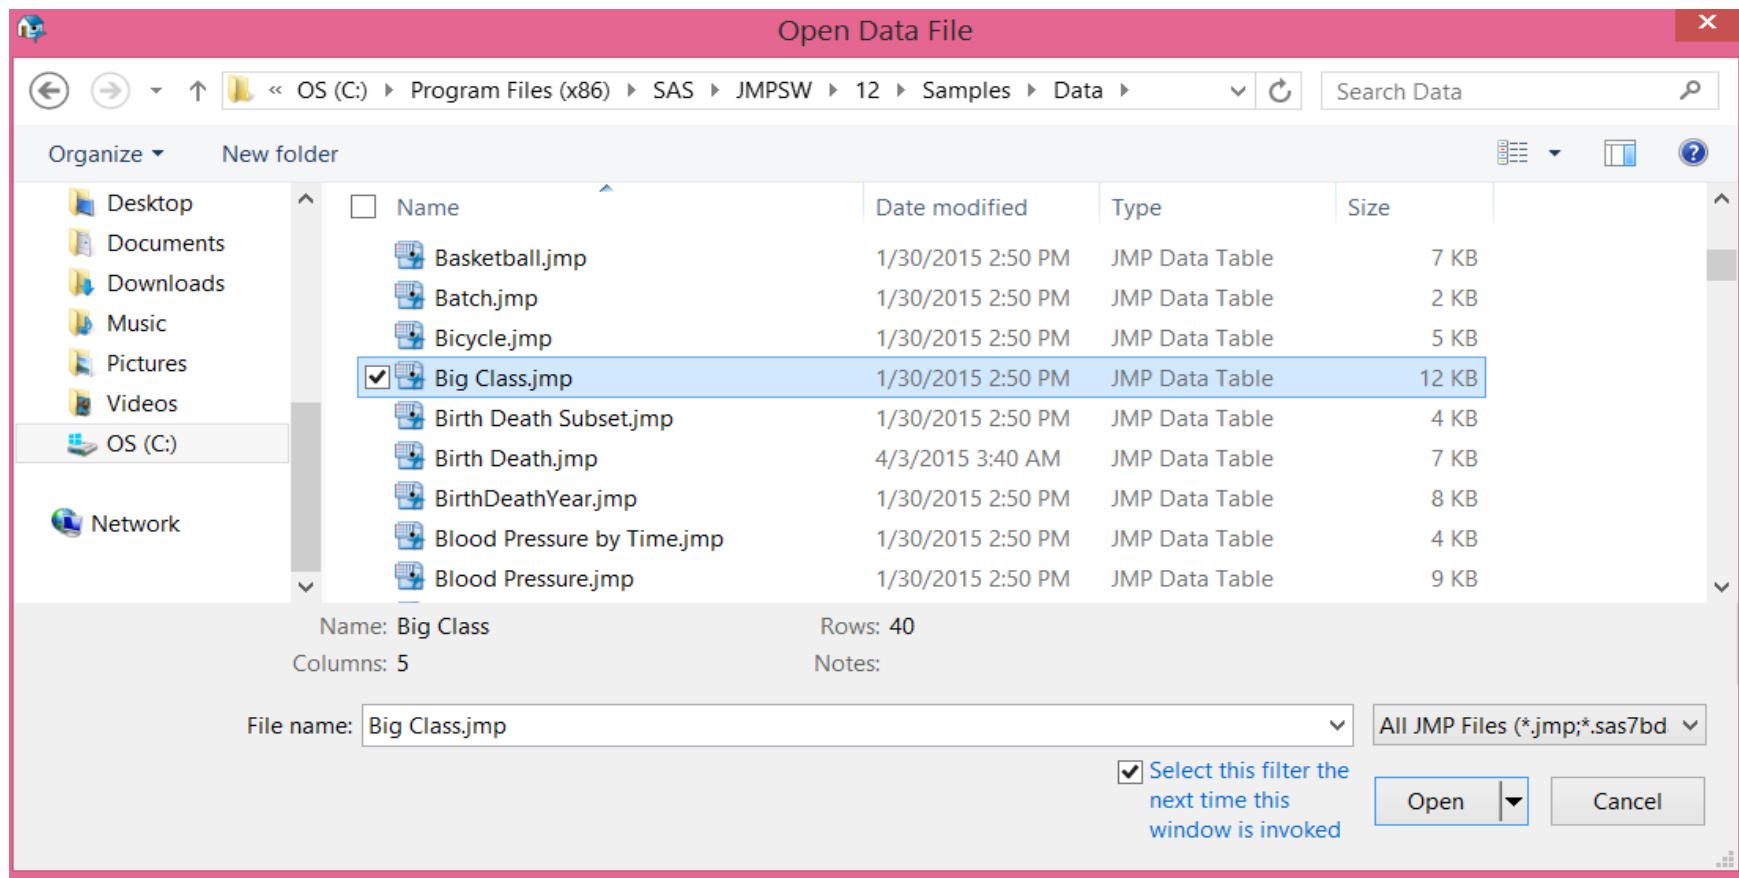 Open Data File
« OS (C:) Program Files (x86) SAS JMPSW 12 Samples Data Search Data
Organize New folder ?
Desktop
Documents
Downloads
Music
Pictures
Videos
OS (C:)
Network
Name Date modified Type Size
Basketball.jmp 1/30/2015 2:50 PM JMP Data Table 7 KB
Batch.jmp 1/30/2015 2:50 PM JMP Data Table 2 KB
Bicycle.jmp 1/30/2015 2:50 PM JMP Data Table 5 KB
Big Class.jmp 1/30/2015 2:50 PM JMP Data Table 12 KB
Birth Death Subset.jmp 1/30/2015 2:50 PM JMP Data Table 4 KB
Birth Death.jmp 4/3/2015 3:40 AM JMP Data Table 7 KB
BirthDeathYear.jmp 1/30/2015 2:50 PM JMP Data Table 8 KB
Blood Pressure by Time.jmp 1/30/2015 2:50 PM JMP Data Table 4 KB
Blood Pressure.jmp 1/30/2015 2:50 PM JMP Data Table 9 KB
Name: Big Class Rows: 40
Columns: 5 Notes:
File name: Big Class.jmp All JMP Files (*.jmp;*.sas7bd
Select this filter the
next time this
window is invoked
Open Cancel